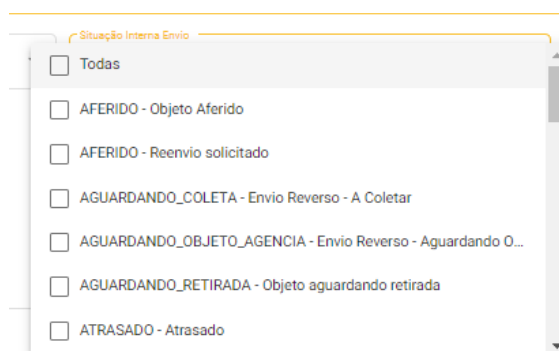 Situação Interna Envio
Todas
AFERIDO - Objeto Aferido
AFERIDO - Reenvio solicitado
AGUARDANDO_COLETA - Envio Reverso - A Coletar
AGUARDANDO_OBJETO_AGENCIA - Envio Reverso - Aguardando O...
AGUARDANDO_RETIRADA - Objeto aguardando retirada
ATRASADO - Atrasado